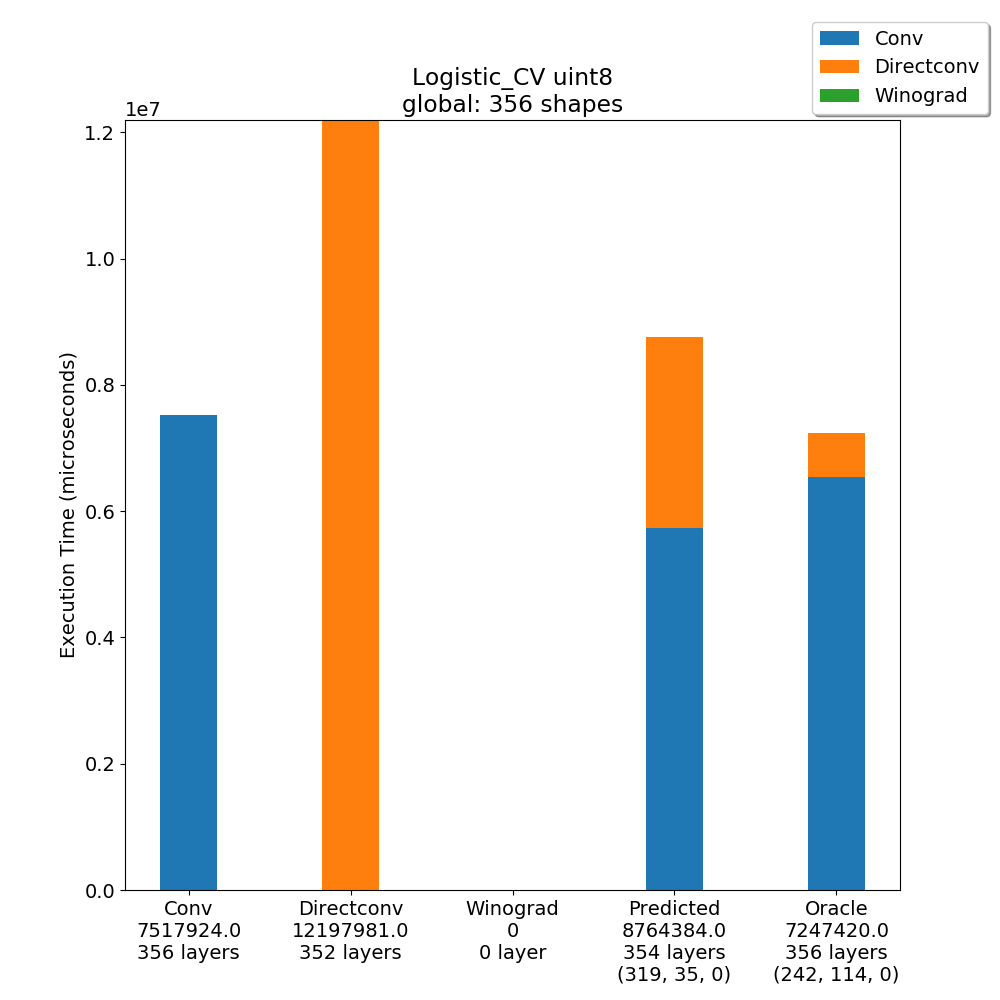 Conv
Directconv
Winograd
Logistic_CV uint8
global: 356 shapes
1e7
1.2
1.0
0.8
0.6
0.4
0.2
0.0
Execution Time (microseconds)
Conv
7517924.0
356 layers
Directconv
12197981.0
352 layers
Winograd
0
0 layer
Predicted
8764384.0
354 layers
(319, 35, 0)
Oracle
7247420.0
356 layers
(242, 114, 0)